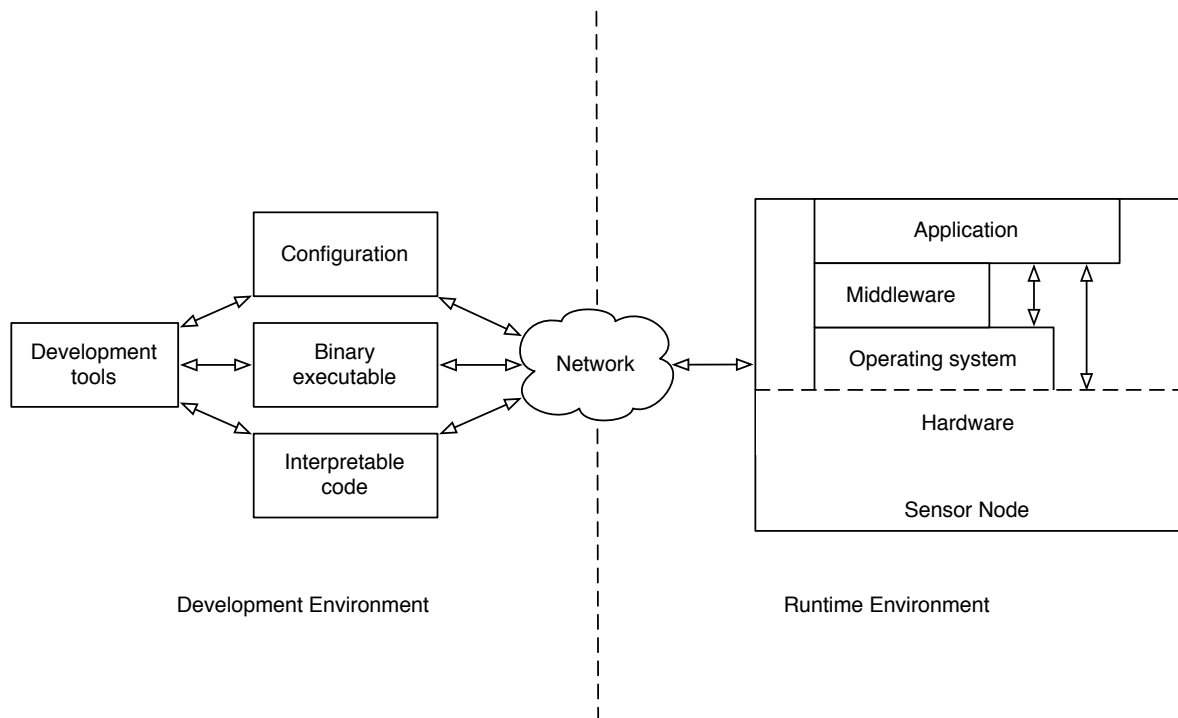 Configuration
Development
tools
Binary
executable
Interpretable
code
Network
Application
Middleware
Operating system
Hardware
Sensor Node
Development Environment
Runtime Environment